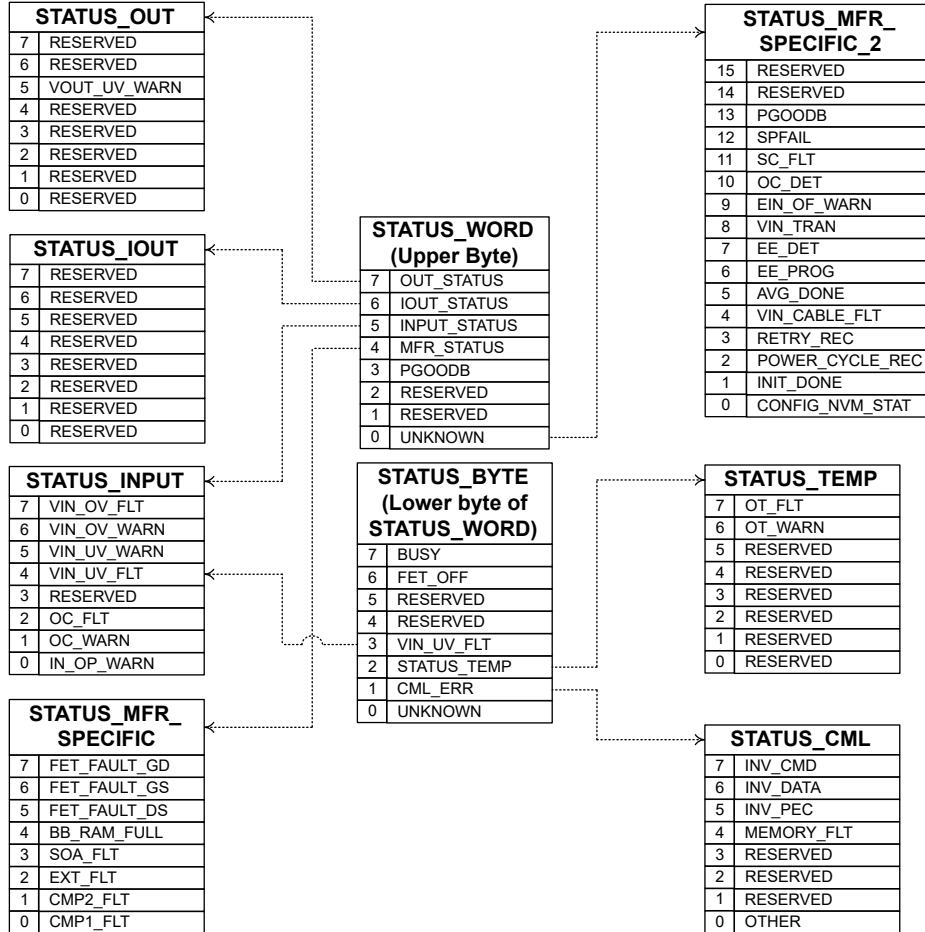 STATUS_OUT
7 RESERVED
6 RESERVED
5 VOUT_UV_WARN
4 RESERVED
3 RESERVED
2 RESERVED
1 RESERVED
0 RESERVED
STATUS_IOUT
7 RESERVED
6 RESERVED
5 RESERVED
4 RESERVED
3 RESERVED
2 RESERVED
1 RESERVED
0 RESERVED
STATUS_INPUT
7 VIN_OV_FLT
6 VIN_OV_WARN
5 VIN_UV_WARN
4 VIN_UV_FLT
3 RESERVED
2 OC_FLT
1 OC_WARN
0 IN_OP_WARN
STATUS_MFR_
SPECIFIC
7 FET_FAULT_GD
6 FET_FAULT_GS
5 FET_FAULT_DS
4 BB_RAM_FULL
3 SOA_FLT
2 EXT_FLT
1 CMP2_FLT
0 CMP1_FLT
STATUS_WORD
(Upper Byte)
7 OUT_STATUS
6 IOUT_STATUS
5 INPUT_STATUS
4 MFR_STATUS
3 PGOODB
2 RESERVED
1 RESERVED
0 UNKNOWN
STATUS_BYTE
(Lower byte of
STATUS_WORD)
7 BUSY
6 FET_OFF
5 RESERVED
4 RESERVED
3 VIN_UV_FLT
2 STATUS_TEMP
1 CML_ERR
0 UNKNOWN
STATUS_MFR_
SPECIFIC_2
15 RESERVED
14 RESERVED
13 PGOODB
12 SPFAIL
11 SC_FLT
10 OC_DET
9 EIN_OF_WARN
8 VIN_TRAN
7 EE_DET
6 EE_PROG
5 AVG_DONE
4 VIN_CABLE_FLT
3 RETRY_REC
2 POWER_CYCLE_REC
1 INIT_DONE
0 CONFIG_NVM_STAT
STATUS_TEMP
7 OT_FLT
6 OT_WARN
5 RESERVED
4 RESERVED
3 RESERVED
2 RESERVED
1 RESERVED
0 RESERVED
STATUS_CML
7 INV_CMD
6 INV_DATA
5 INV_PEC
4 MEMORY_FLT
3 RESERVED
2 RESERVED
1 RESERVED
0 OTHER